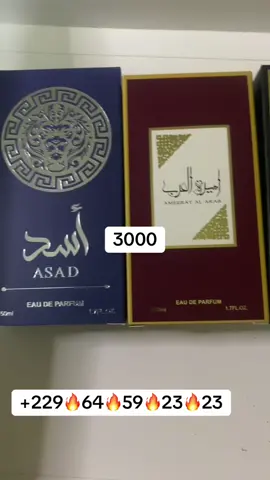 أسد
ASAD
EAU DE PARFUM
50ml
أميرة العرب
AMEERAT AL ARAB
EAU DE PARFUM
1.7FL.OZ.
3000
+229🔥64🔥59🔥23🔥23